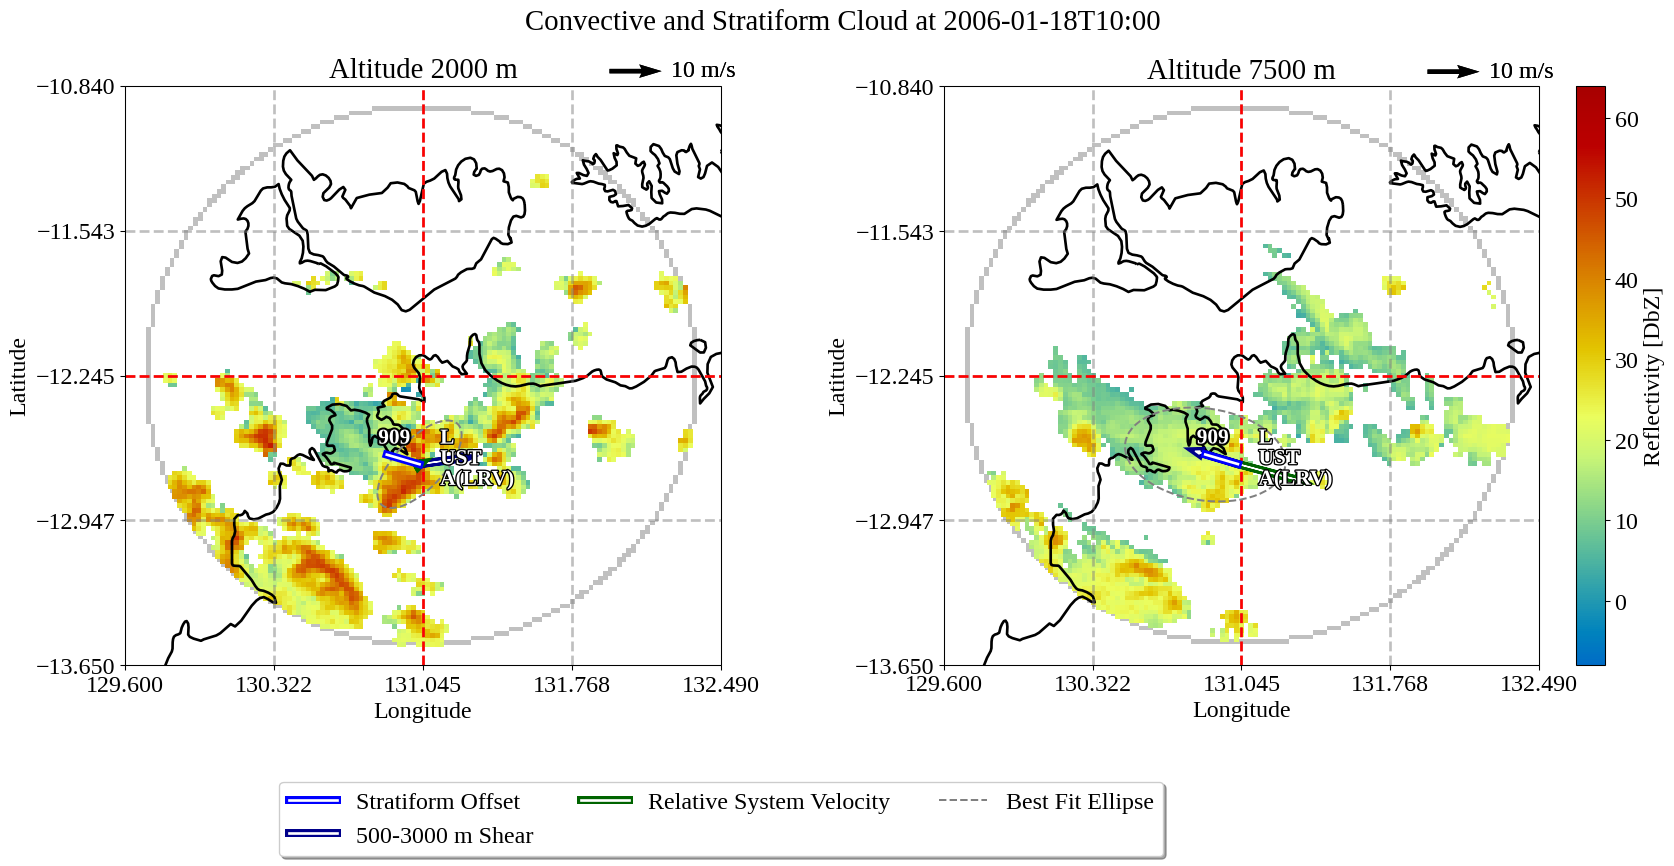 Convective and Stratiform Cloud at 2006-01-18T10:00
Altitude 2000 m
10 m/s
Altitude 7500 m
10 m/s
−10.840
−11.543
−12.245
−12.947
−13.650
Latitude
909
L
UST
A(LRV)
129.600
130.322
131.045
131.768
132.490
Longitude
−10.840
−11.543
−12.245
−12.947
−13.650
Latitude
909
L
UST
A(LRV)
129.600
130.322
131.045
131.768
132.490
Longitude
60
50
40
30
20
10
0
Reflectivity [DbZ]
Stratiform Offset
Relative System Velocity
Best Fit Ellipse
500-3000 m Shear